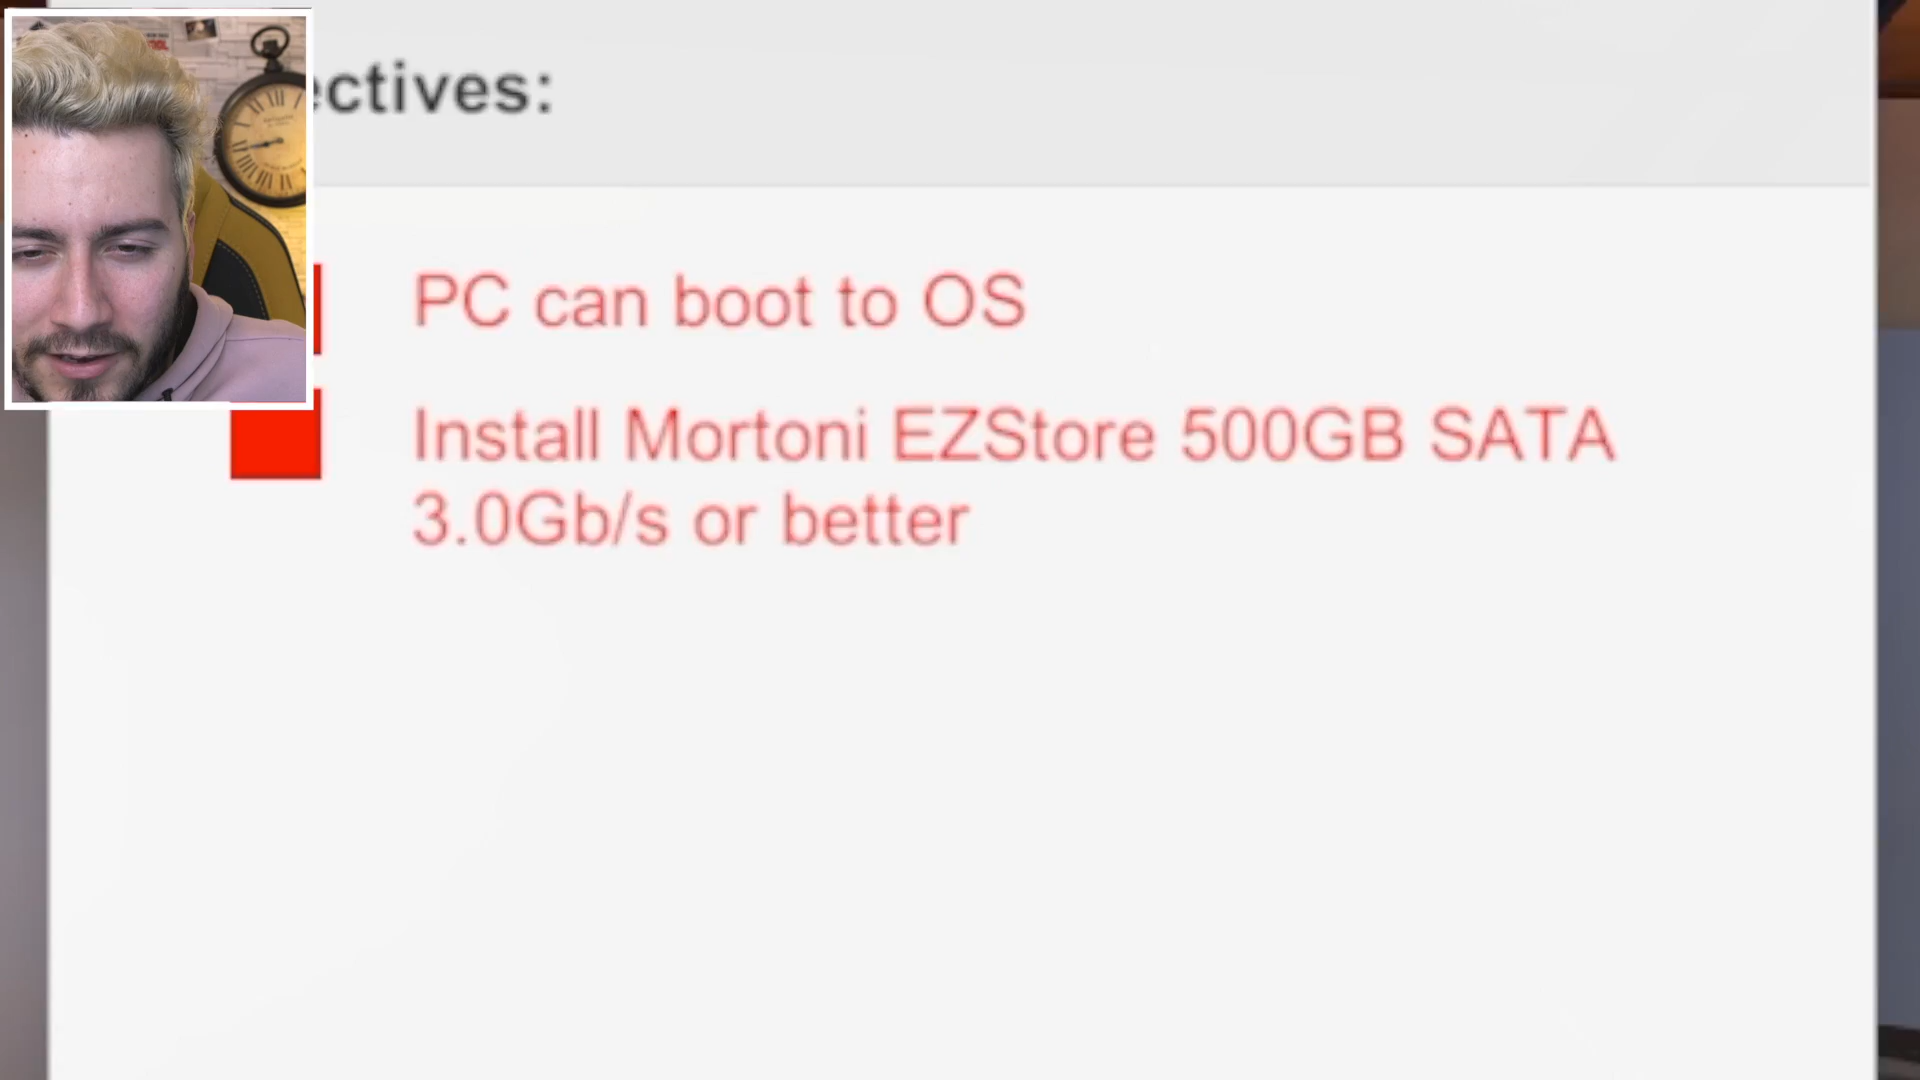 ectives:
PC can boot to OS
Install Mortoni EZStore 500GB SATA
3.0Gb/s or better